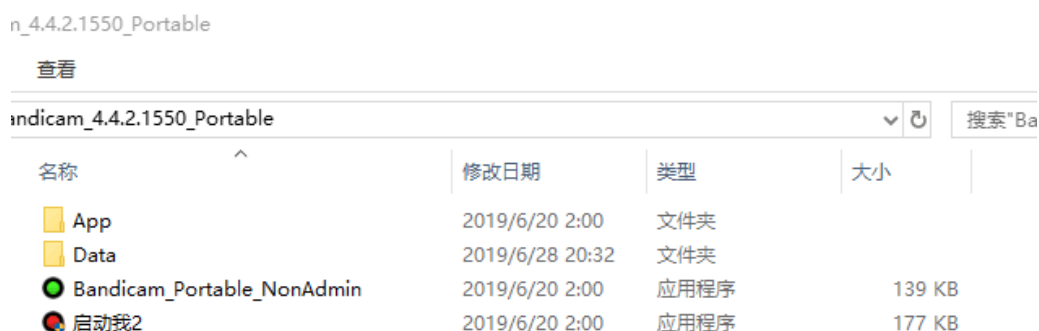 n_4.4.2.1550_Portable
查看
andicam_4.4.2.1550_Portable 搜索"Ba
名称 修改日期 类型 大小
App 2019/6/20 2:00 文件夹
Data 2019/6/28 20:32 文件夹
Bandicam_Portable_NonAdmin 2019/6/20 2:00 应用程序 139 KB
启动我2 2019/6/20 2:00 应用程序 177 KB